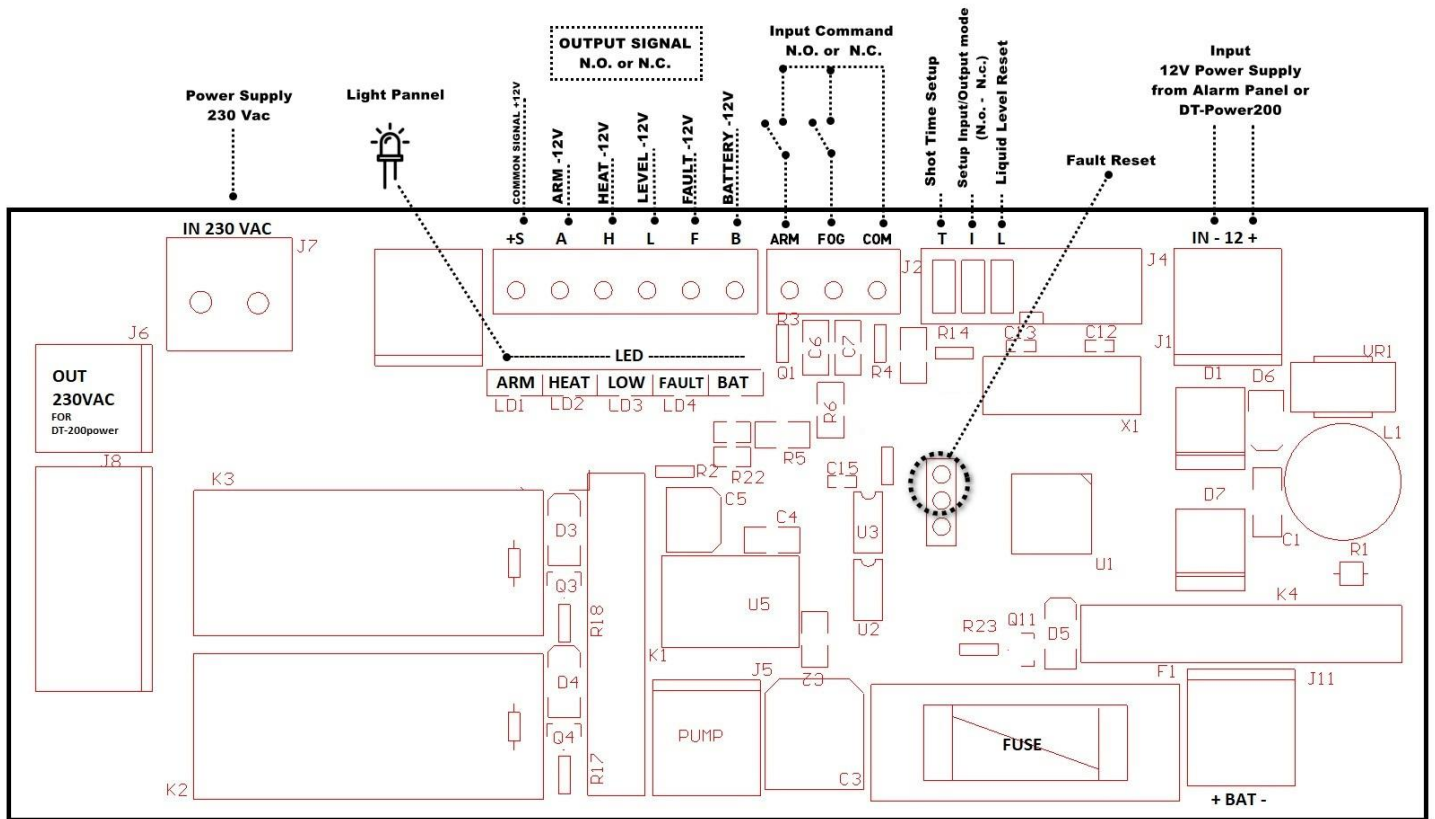 OUTPUT SIGNAL
N.O. or N.C.
Input Command
N.O. or N.C.
Power Supply
230 Vac
Light Pannel
COMMON SIGNAL +12V
ARM -12V
HEAT -12V
LEVEL -12V
FAULT -12V
BATTERY -12V
Shot Time Setup
Setup Input/Output mode
(N.o. - N.c.)
Liquid Level Reset
Input
12V Power Supply
from Alarm Panel or
DT-Power200
Fault Reset
IN 230 VAC
+S A H L F B
ARM FOG COM
T I L
IN - 12 +
J7
J2
J4
J6
J1
OUT
230VAC
FOR
DT-200power
LED
ARM HEAT LOW FAULT BAT
LD1 LD2 LD3 LD4
R3
C6
C7
Q1
R4
R14
C13
C12
X1
D1
D6
UR1
L1
R6
R5
R2
R22
C15
J8
K3
D3
Q3
R18
C5
C4
U3
U5
U2
U1
D7
C1
R1
K4
R23
Q11
D5
K1
C2
J5
F1
J11
D4
Q4
R17
K2
PUMP
C3
FUSE
+ BAT -